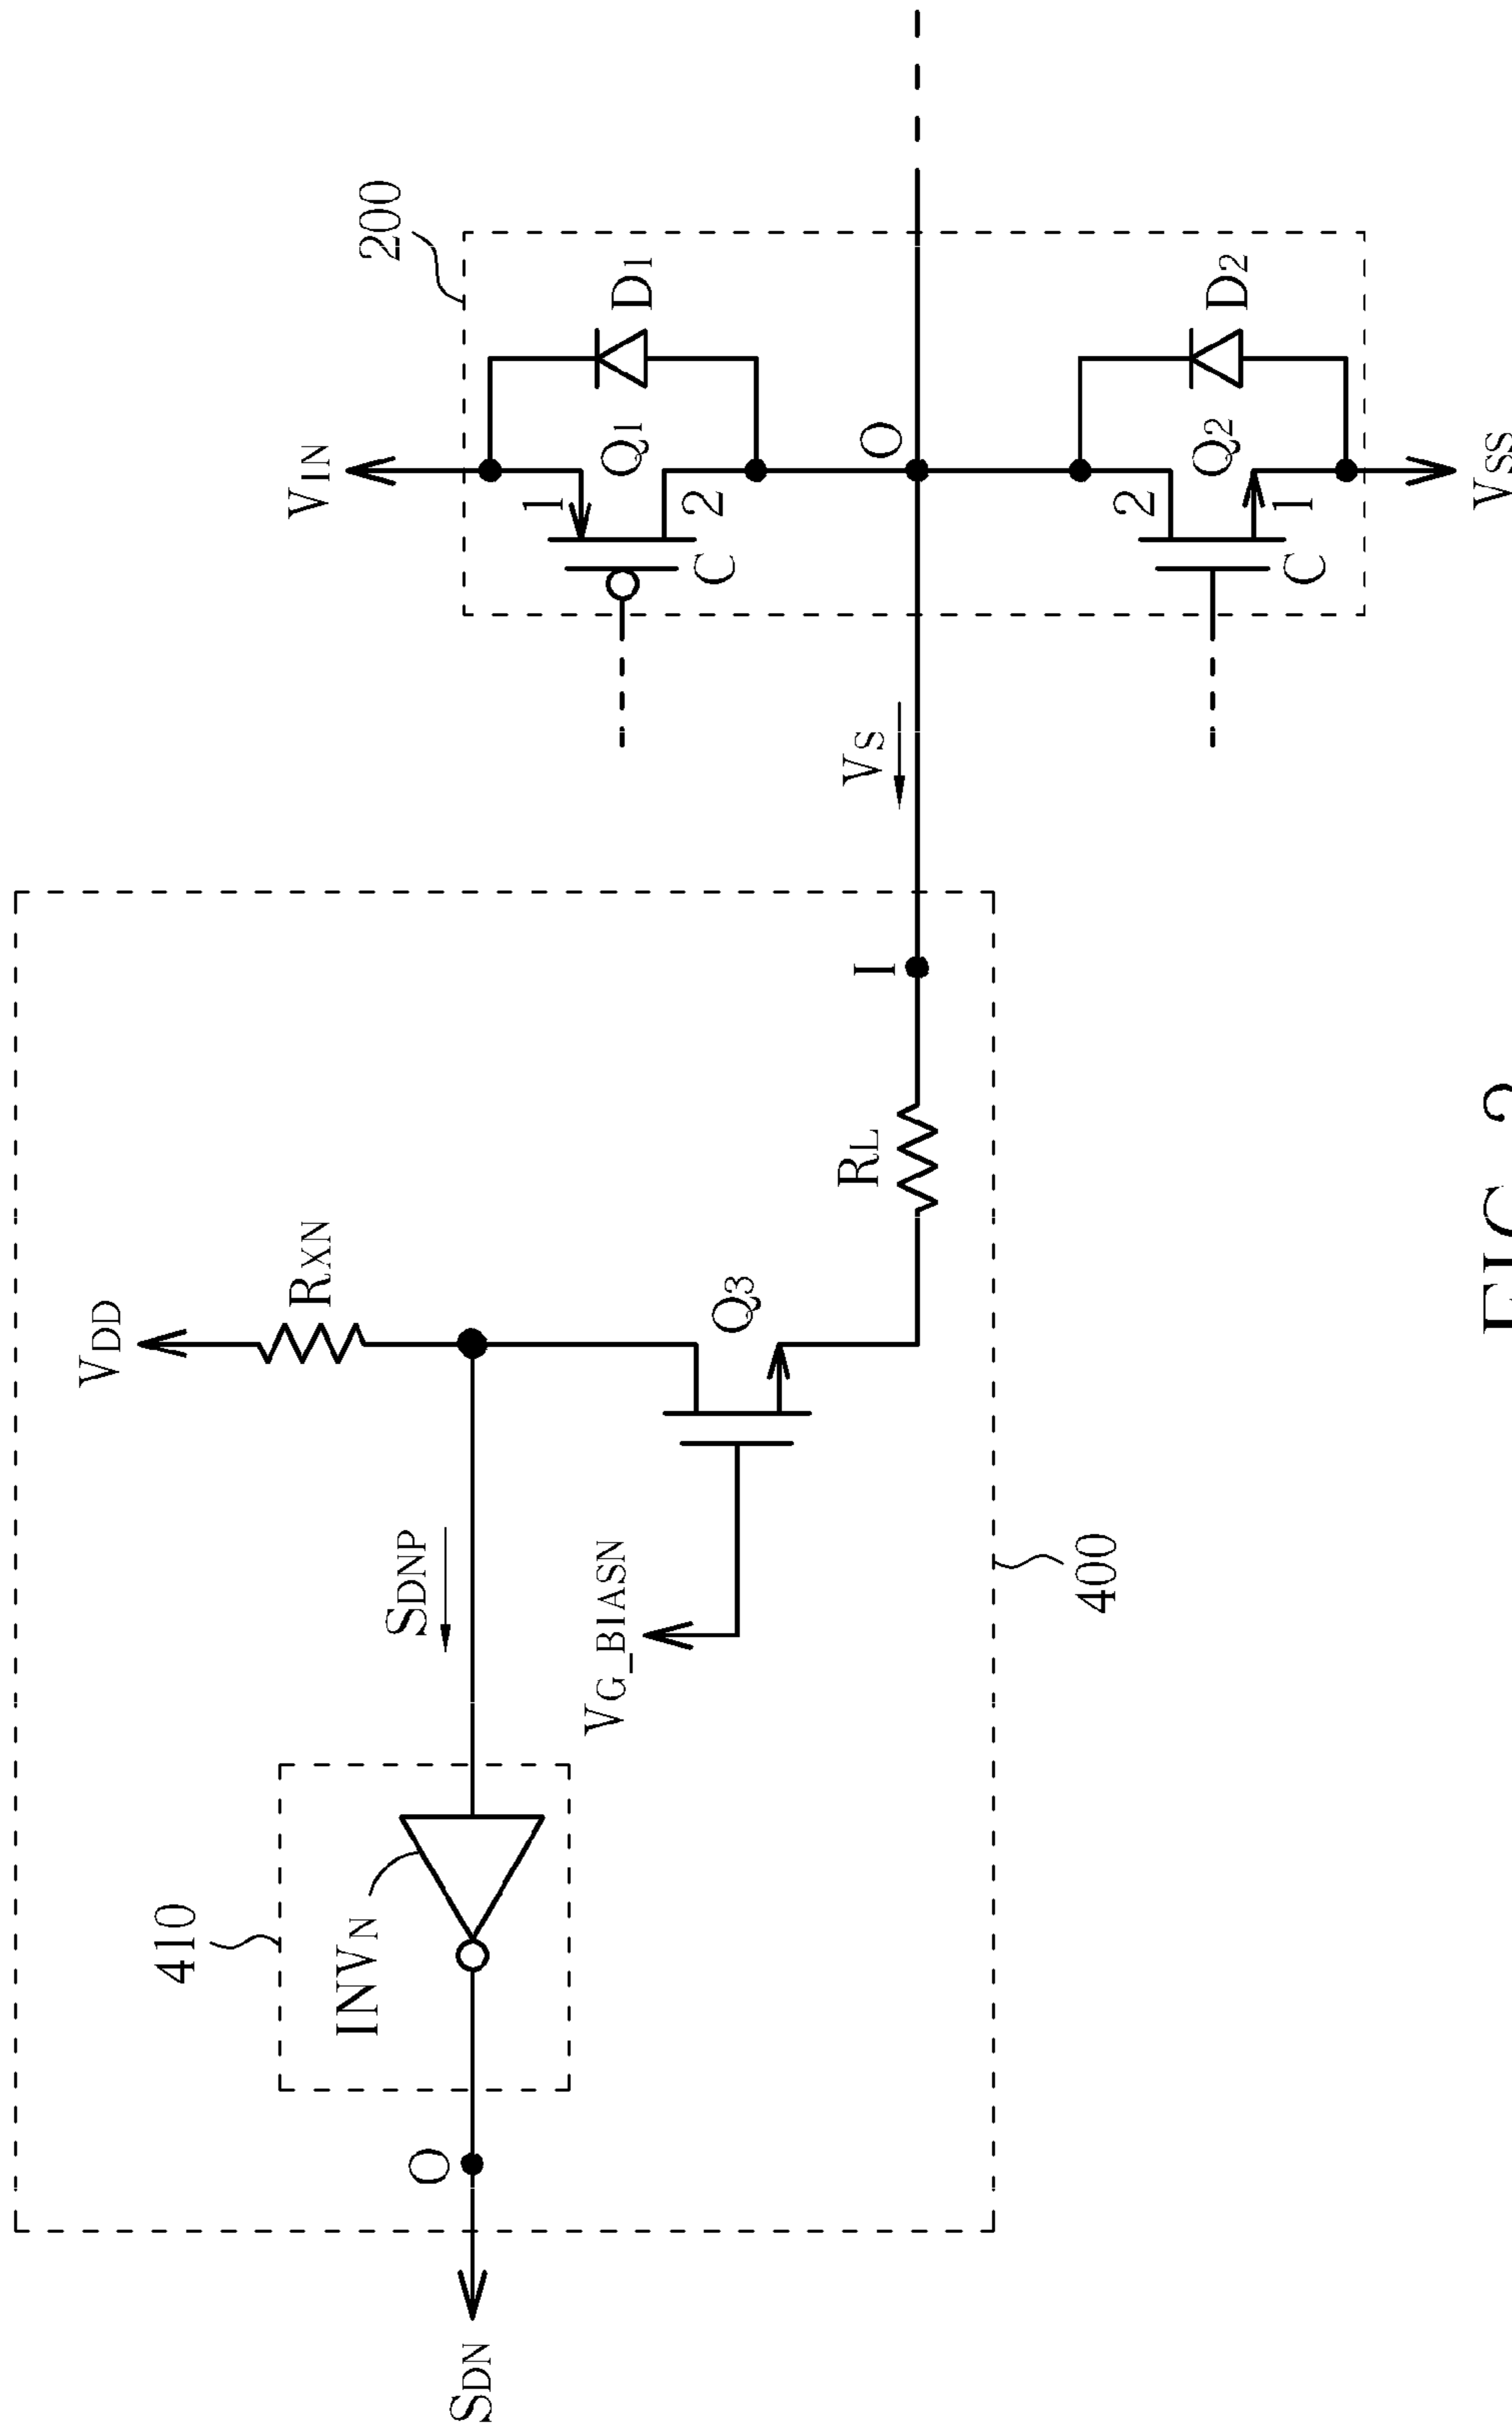 VDD
410
RXN
VIN
INVN
200
SDNP
O
SDN
1
VG_BIASN
Q1
D1
C
2
Q3
RL
VS
I
O
400
2
Q2
D2
C
1
VSS
FIG.